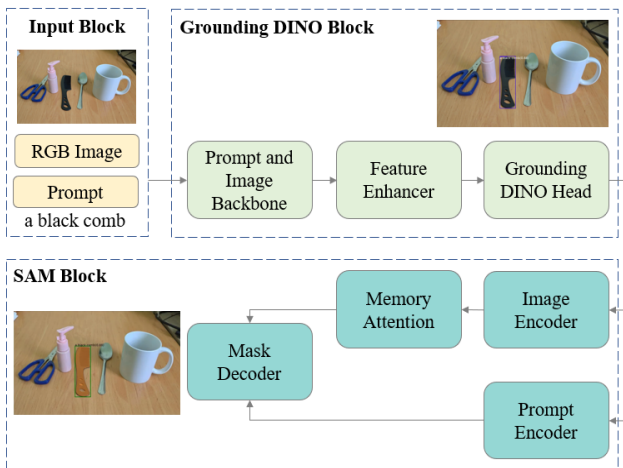 Input Block
RGB Image
Prompt
a black comb
Grounding DINO Block
Prompt and
Image
Backbone
Feature
Enhancer
Grounding
DINO Head
SAM Block
Memory
Attention
Image
Encoder
Mask
Decoder
Prompt
Encoder